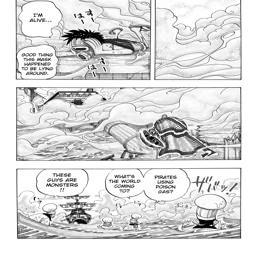 I'M
ALIVE...
GOOD THING
THIS MASK
HAPPENED
TO BE LYING
AROUND.
THESE
GUYS ARE
MONSTERS
!!
WHAT'S
THE WORLD
COMING
TO?
PIRATES
USING
POISON
GAS?